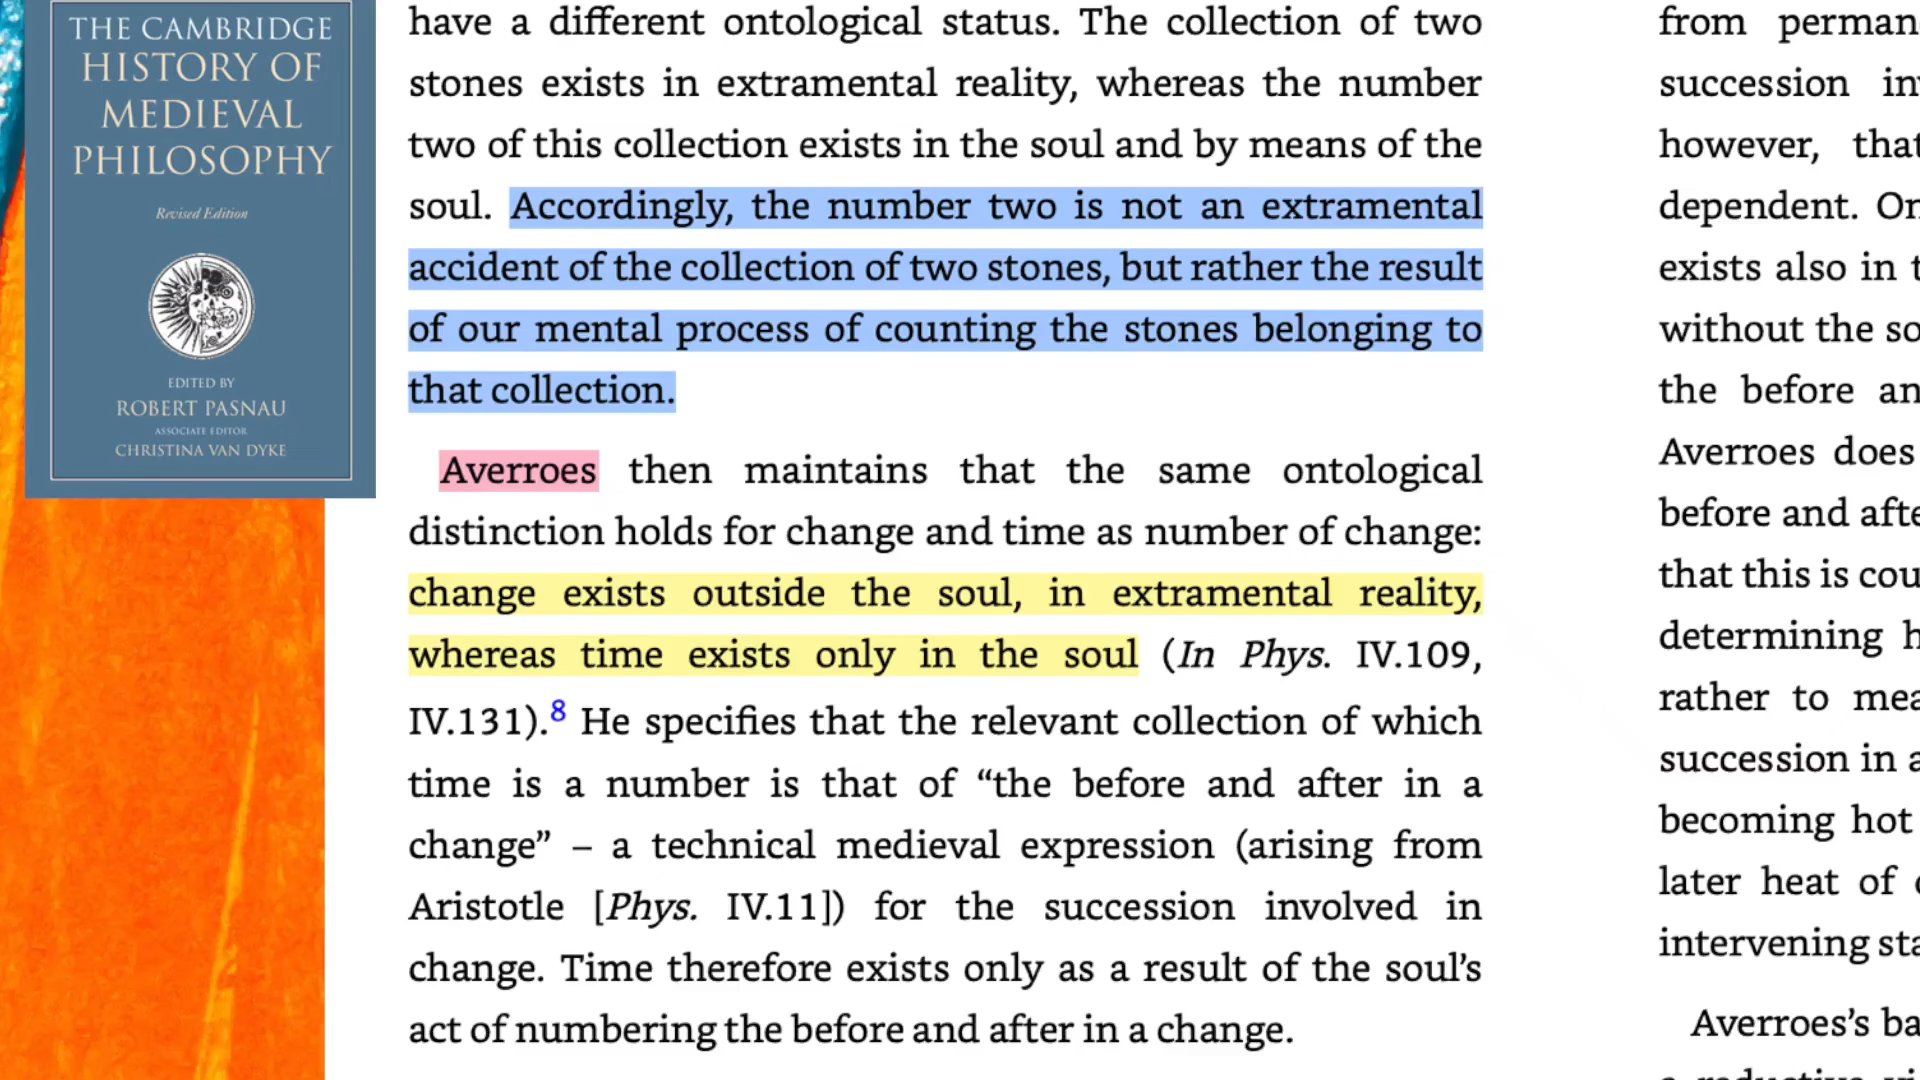 THE CAMBRIDGE
HISTORY OF
MEDIEVAL
PHILOSOPHY
Revised Edition
EDITED BY
ROBERT PASNAU
ASSOCIATE EDITOR
CHRISTINA VAN DYKE
have a different ontological status. The collection of two
stones exists in extramental reality, whereas the number
two of this collection exists in the soul and by means of the
soul. Accordingly, the number two is not an extramental
accident of the collection of two stones, but rather the result
of our mental process of counting the stones belonging to
that collection.
Averroes then maintains that the same ontological
distinction holds for change and time as number of change:
change exists outside the soul, in extramental reality,
whereas time exists only in the soul (In Phys. IV.109,
IV.131).8 He specifies that the relevant collection of which
time is a number is that of “the before and after in a
change” – a technical medieval expression (arising from
Aristotle [Phys. IV.11]) for the succession involved in
change. Time therefore exists only as a result of the soul’s
act of numbering the before and after in a change.
from
succession
however,
dependent.
exists also in
without the
the before
Averroes does
before and
that this is
determining
rather to
succession in
becoming hot
later heat of
intervening
Averroes’s